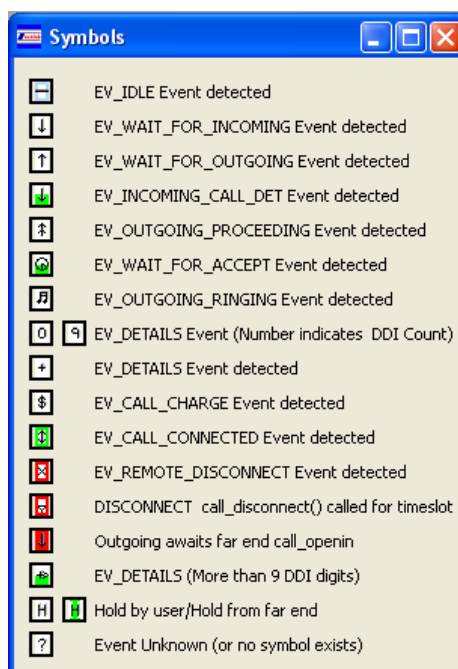 Symbols
EV_IDLE Event detected
EV_WAIT_FOR_INCOMING Event detected
EV_WAIT_FOR_OUTGOING Event detected
EV_INCOMING_CALL_DET Event detected
EV_OUTGOING_PROCEEDING Event detected
EV_WAIT_FOR_ACCEPT Event detected
EV_OUTGOING_RINGING Event detected
0 9 EV_DETAILS Event (Number indicates DDI Count)
+ EV_DETAILS Event detected
$ EV_CALL_CHARGE Event detected
EV_CALL_CONNECTED Event detected
EV_REMOTE_DISCONNECT Event detected
DISCONNECT call_disconnect() called for timeslot
Outgoing awaits far end call_openin
EV_DETAILS (More than 9 DDI digits)
H H Hold by user/Hold from far end
? Event Unknown (or no symbol exists)